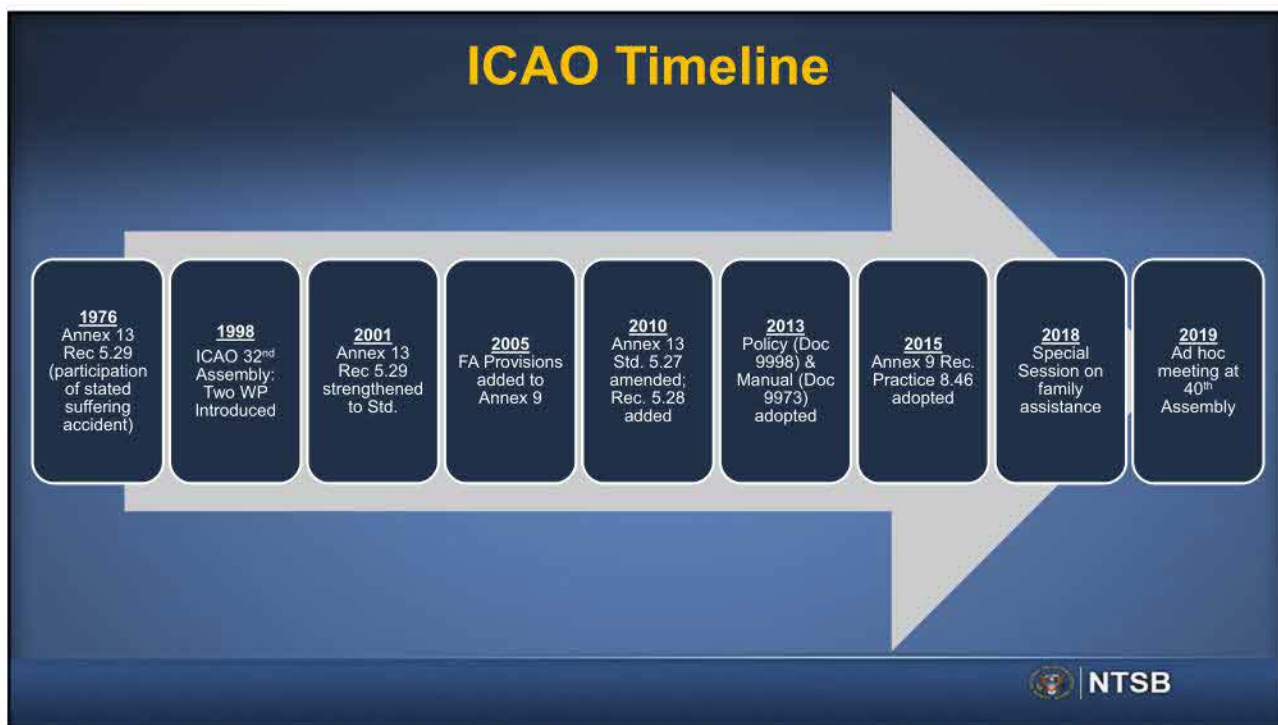 ICAO Timeline
1976
Annex 13
Rec 5.29
(participation
of stated
suffering
accident)
1998
ICAO 32nd
Assembly:
Two WP
Introduced
2001
Annex 13
Rec 5.29
strengthened
to Std.
2005
FA Provisions
added to
Annex 9
2010
Annex 13
Std. 5.27
amended;
Rec. 5.28
added
2013
Policy (Doc
9998) &
Manual (Doc
9973)
adopted
2015
Annex 9 Rec.
Practice 8.46
adopted
2018
Special
Session on
family
assistance
2019
Ad hoc
meeting at
40th
Assembly
NTSB